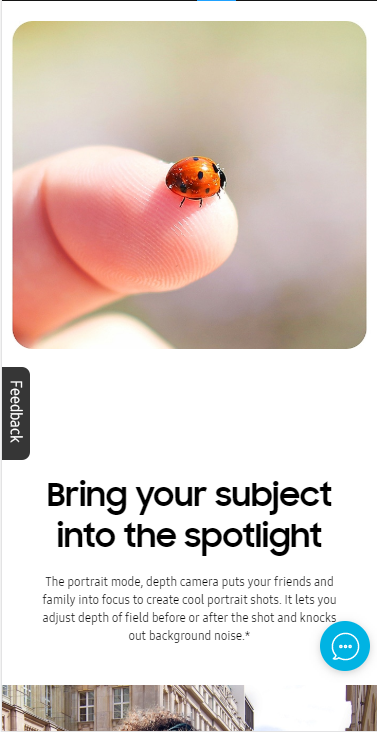 Feedback
Bring your subject
into the spotlight
The portrait mode, depth camera puts your friends and
family into focus to create cool portrait shots. It lets you
adjust depth of field before or after the shot and knocks
out background noise.*